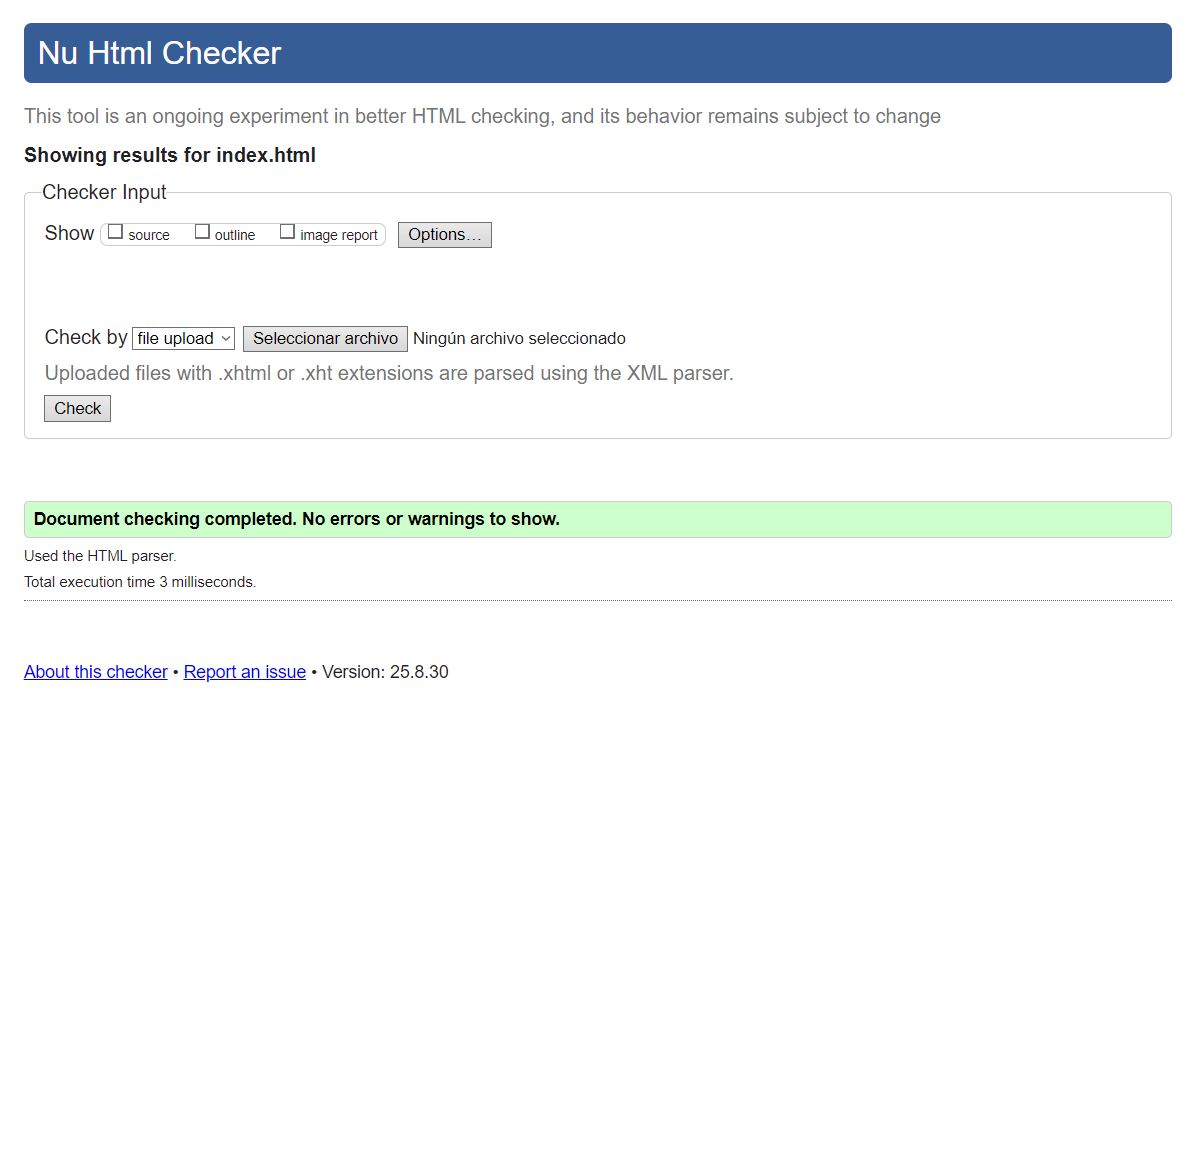 Nu Html Checker
This tool is an ongoing experiment in better HTML checking, and its behavior remains subject to change
Showing results for index.html
Checker Input
Show source outline image report Options…
Check by file upload Seleccionar archivo Ningún archivo seleccionado
Uploaded files with .xhtml or .xht extensions are parsed using the XML parser.
Check
Document checking completed. No errors or warnings to show.
Used the HTML parser.
Total execution time 3 milliseconds.
About this checker • Report an issue • Version: 25.8.30